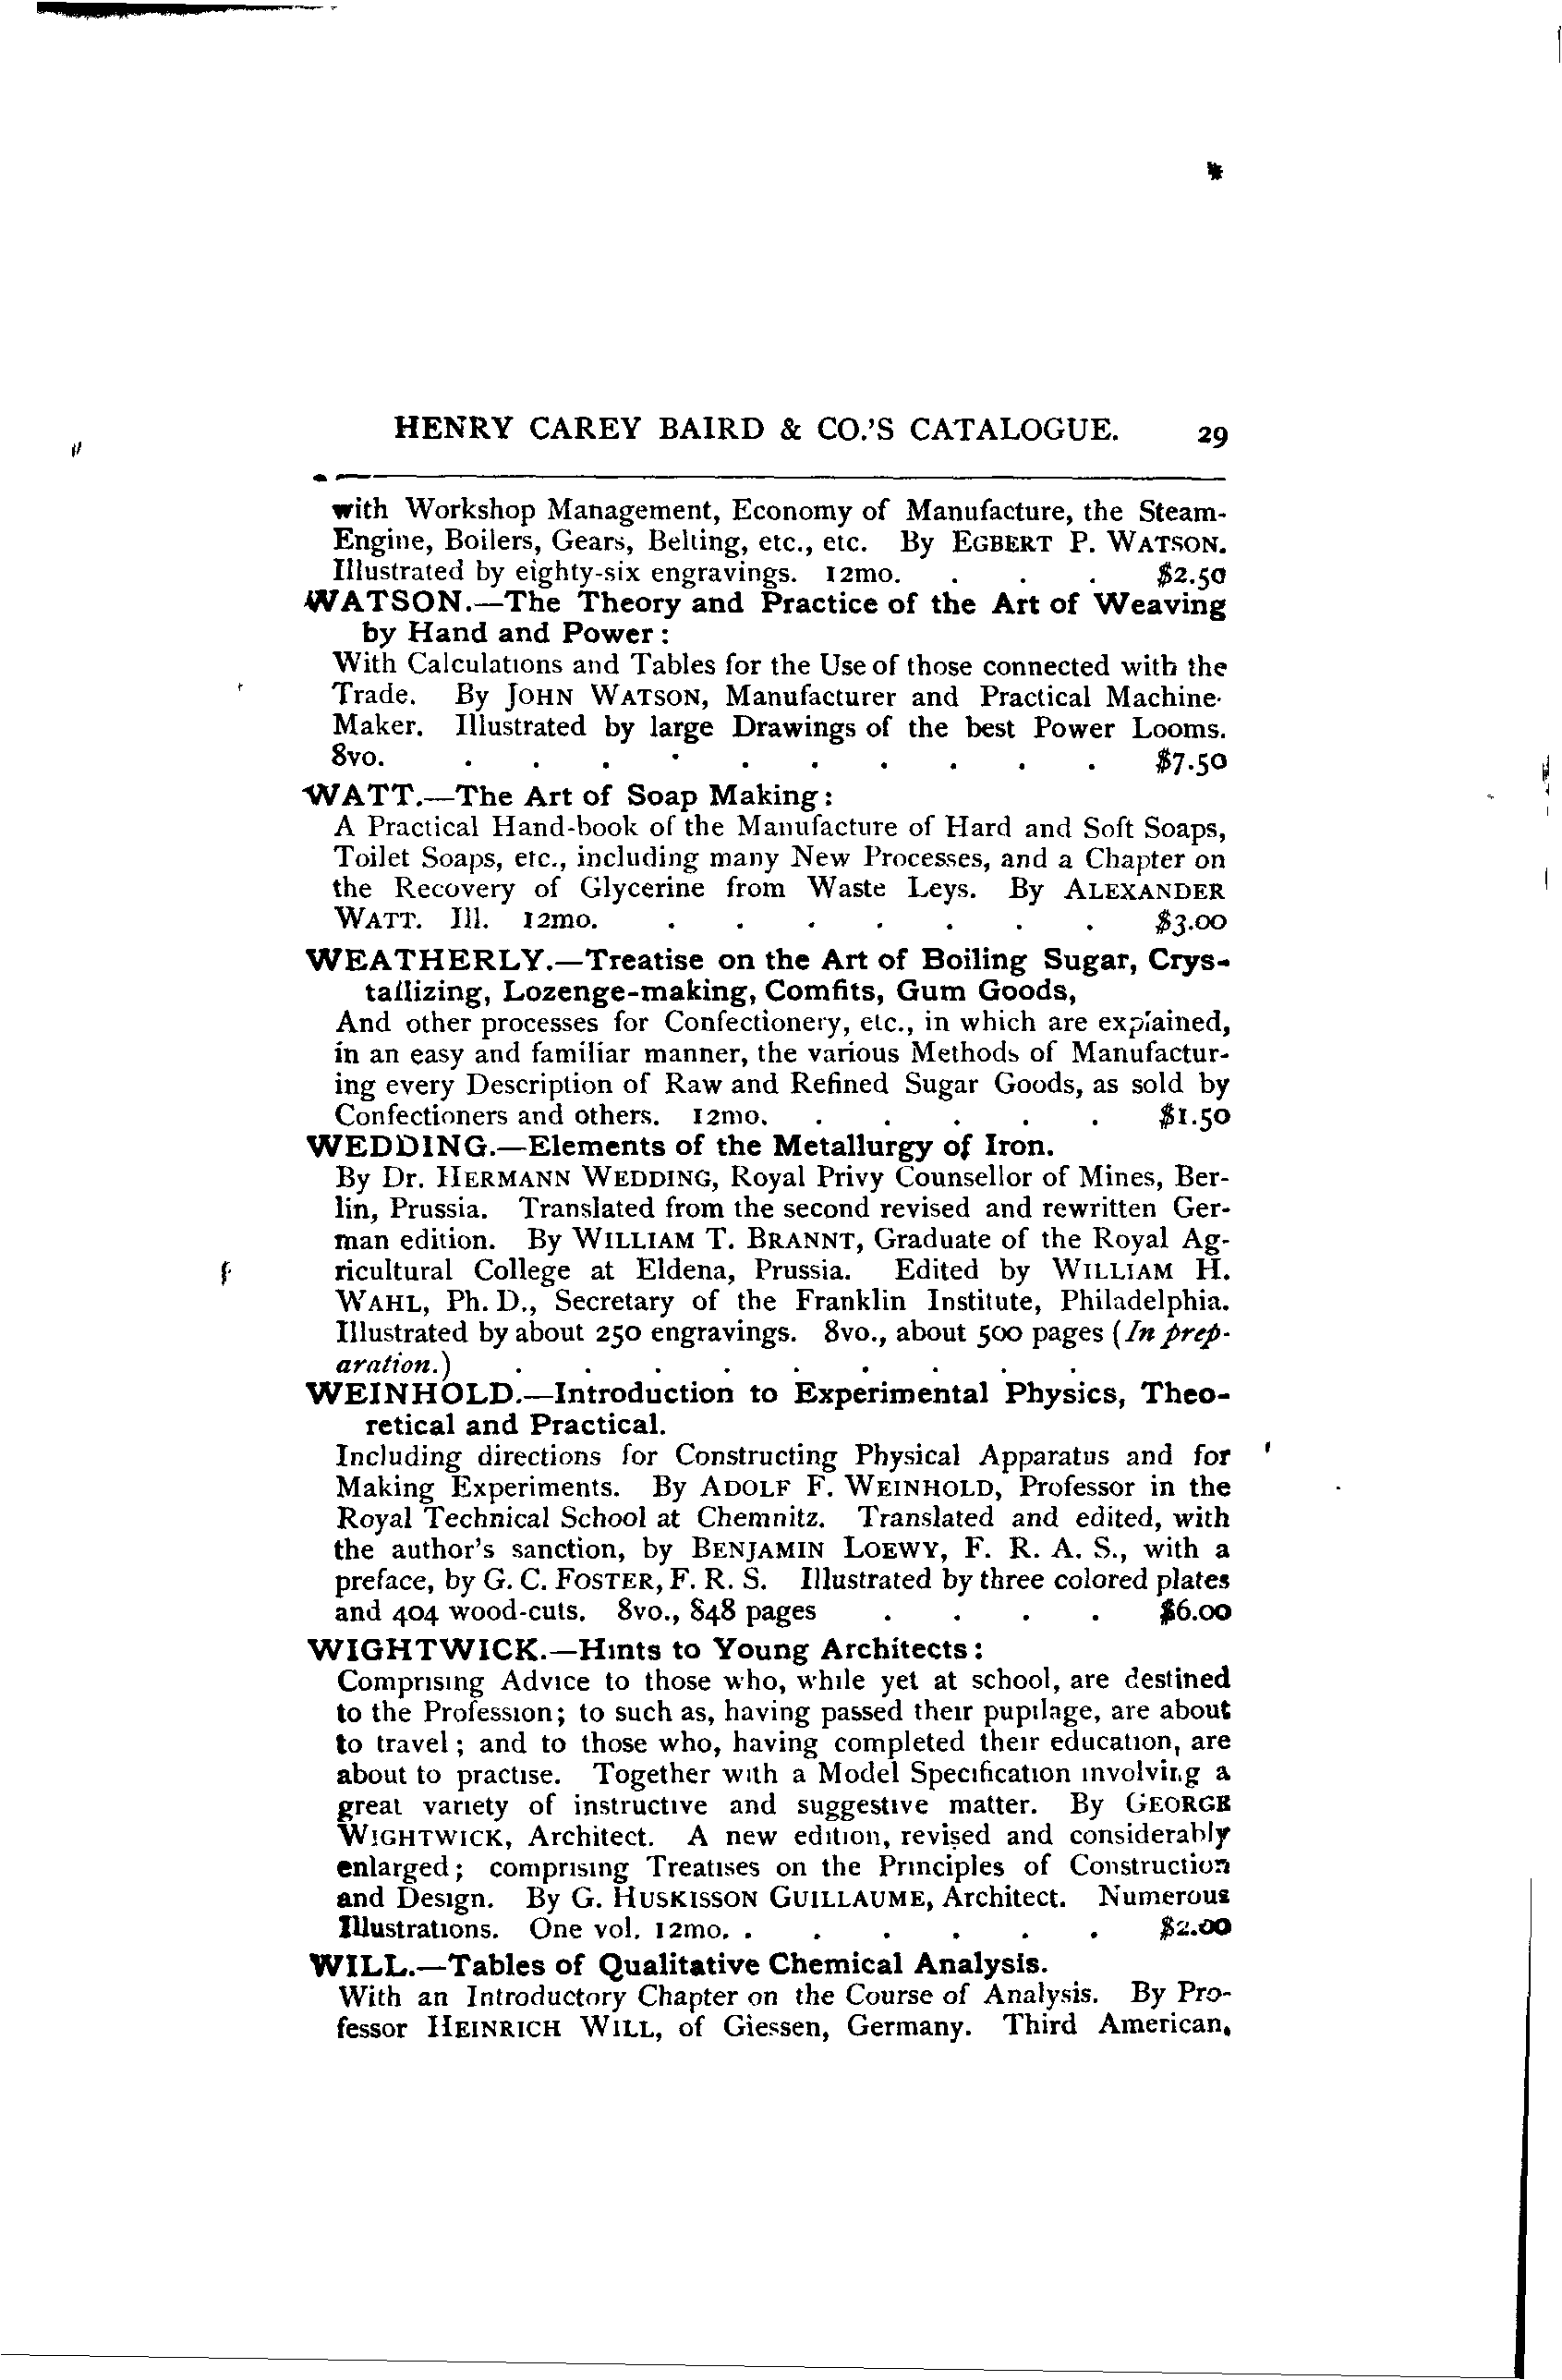 HENRY CAREY BAIRD & CO.'S CATALOGUE. 29
with Workshop Management, Economy of Manufacture, the Steam-
Engine, Boilers, Gears, Belting, etc., etc. By EGBERT P. WATSON.
Illustrated by eighty-six engravings. 12mo. . . . $2.50
WATSON.—The Theory and Practice of the Art of Weaving
by Hand and Power:
With Calculations and Tables for the Use of those connected with the
Trade. By JOHN WATSON, Manufacturer and Practical Machine-
Maker. Illustrated by large Drawings of the best Power Looms.
8vo. . . . . . . . . . . $7.50
WATT.—The Art of Soap Making:
A Practical Hand-book of the Manufacture of Hard and Soft Soaps,
Toilet Soaps, etc., including many New Processes, and a Chapter on
the Recovery of Glycerine from Waste Leys. By ALEXANDER
WATT. Ill. 12mo. . . . . . . . $3.00
WEATHERLY.—Treatise on the Art of Boiling Sugar, Crys-
tallizing, Lozenge-making, Comfits, Gum Goods,
And other processes for Confectionery, etc., in which are explained,
in an easy and familiar manner, the various Methods of Manufactur-
ing every Description of Raw and Refined Sugar Goods, as sold by
Confectioners and others. 12mo. . . . . . $1.50
WEDDING.—Elements of the Metallurgy of Iron.
By Dr. HERMANN WEDDING, Royal Privy Counsellor of Mines, Ber-
lin, Prussia. Translated from the second revised and rewritten Ger-
man edition. By WILLIAM T. BRANNT, Graduate of the Royal Ag-
ricultural College at Eldena, Prussia. Edited by WILLIAM H.
WAHL, Ph. D., Secretary of the Franklin Institute, Philadelphia.
Illustrated by about 250 engravings. 8vo., about 500 pages (In prep-
aration.) . . . . . . . . .
WEINHOLD.—Introduction to Experimental Physics, Theo-
retical and Practical.
Including directions for Constructing Physical Apparatus and for
Making Experiments. By ADOLF F. WEINHOLD, Professor in the
Royal Technical School at Chemnitz. Translated and edited, with
the author's sanction, by BENJAMIN LOEWY, F. R. A. S., with a
preface, by G. C. FOSTER, F. R. S. Illustrated by three colored plates
and 404 wood-cuts. 8vo., 848 pages . . . . $6.00
WIGHTWICK.—Hints to Young Architects:
Comprising Advice to those who, while yet at school, are destined
to the Profession; to such as, having passed their pupilage, are about
to travel; and to those who, having completed their education, are
about to practise. Together with a Model Specification involving a
great variety of instructive and suggestive matter. By GEORGE
WIGHTWICK, Architect. A new edition, revised and considerably
enlarged; comprising Treatises on the Principles of Construction
and Design. By G. HUSKISSON GUILLAUME, Architect. Numerous
Illustrations. One vol. 12mo. . . . . . . $2.00
WILL.—Tables of Qualitative Chemical Analysis.
With an Introductory Chapter on the Course of Analysis. By Pro-
fessor HEINRICH WILL, of Giessen, Germany. Third American,